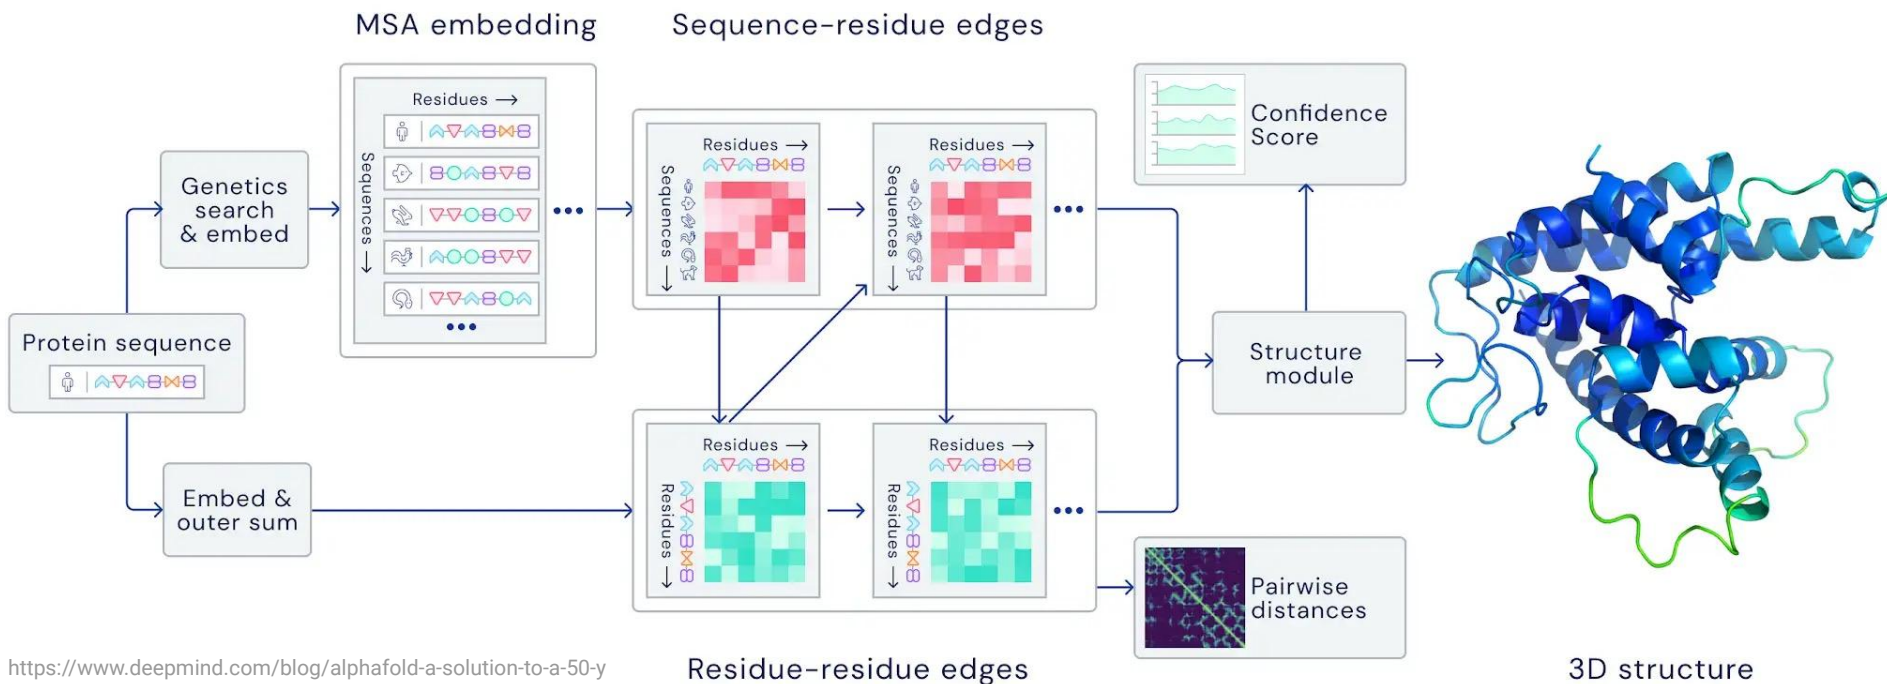 MSA embedding
Sequence-residue edges
Residues →
Sequences →
Genetics
search
& embed
Protein sequence
Embed &
outer sum
Residues →
Sequences →
Residues →
Sequences →
Residues →
Residues →
Residues →
Residues →
Confidence
Score
Structure
module
Pairwise
distances
Residue-residue edges
3D structure
https://www.deepmind.com/blog/alphafold-a-solution-to-a-50-y